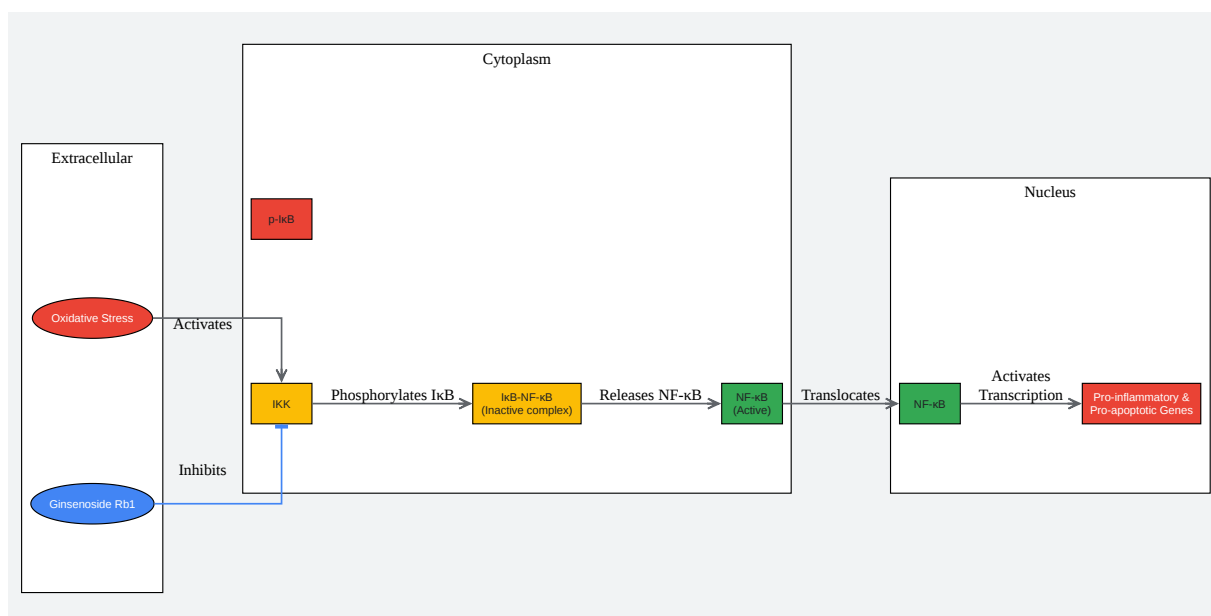 Cytoplasm
Extracellular
Nucleus
p-IκB
Oxidative Stress
Activates
IKK
Phosphorylates IκB
IκB-NF-κB
(Inactive complex)
Releases NF-κB
NF-κB
(Active)
Translocates
NF-κB
Activates
Transcription
Pro-inflammatory &
Pro-apoptotic Genes
Inhibits
Ginsenoside Rb1